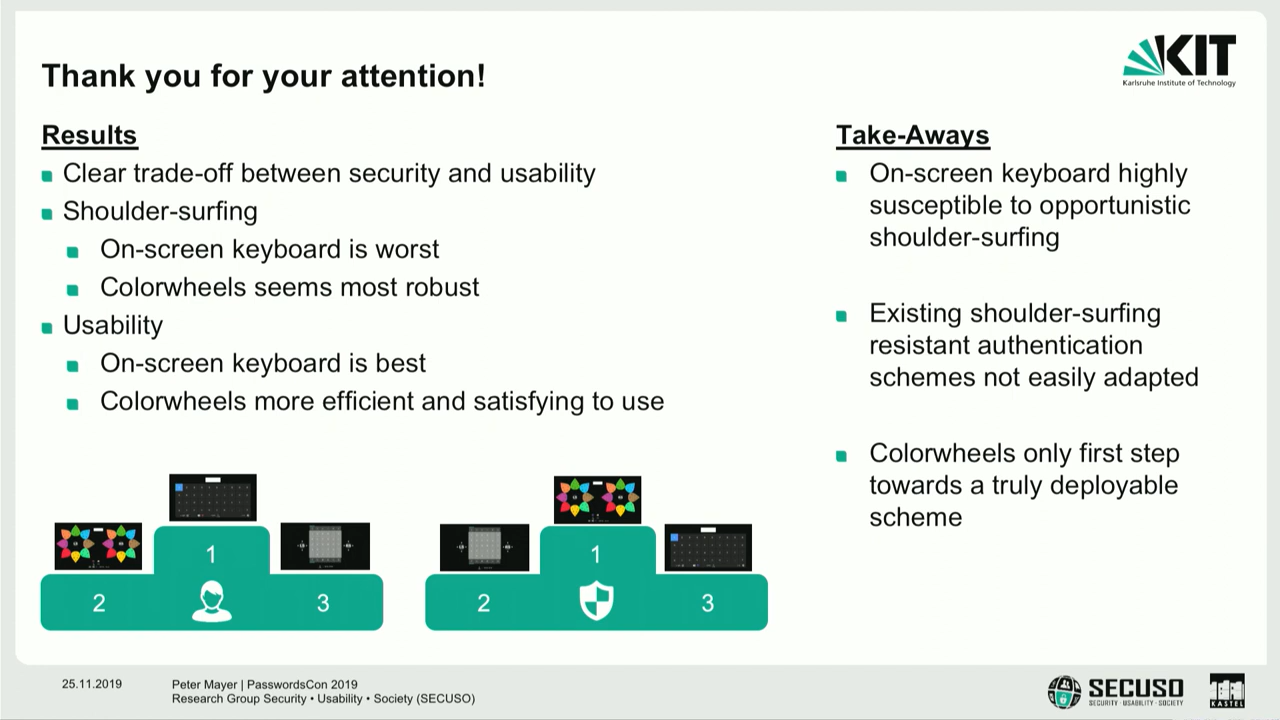 Thank you for your attention!
KIT
Karlsruhe Institute of Technology
Results
Clear trade-off between security and usability
Shoulder-surfing
On-screen keyboard is worst
Colorwheels seems most robust
Usability
On-screen keyboard is best
Colorwheels more efficient and satisfying to use
Take-Aways
On-screen keyboard highly
susceptible to opportunistic
shoulder-surfing
Existing shoulder-surfing
resistant authentication
schemes not easily adapted
Colorwheels only first step
towards a truly deployable
scheme
1
2
3
1
2
3
25.11.2019
Peter Mayer | PasswordsCon 2019
Research Group Security • Usability • Society (SECUSO)
SECUSO
SECURITY · USABILITY · SOCIETY
KASTEL